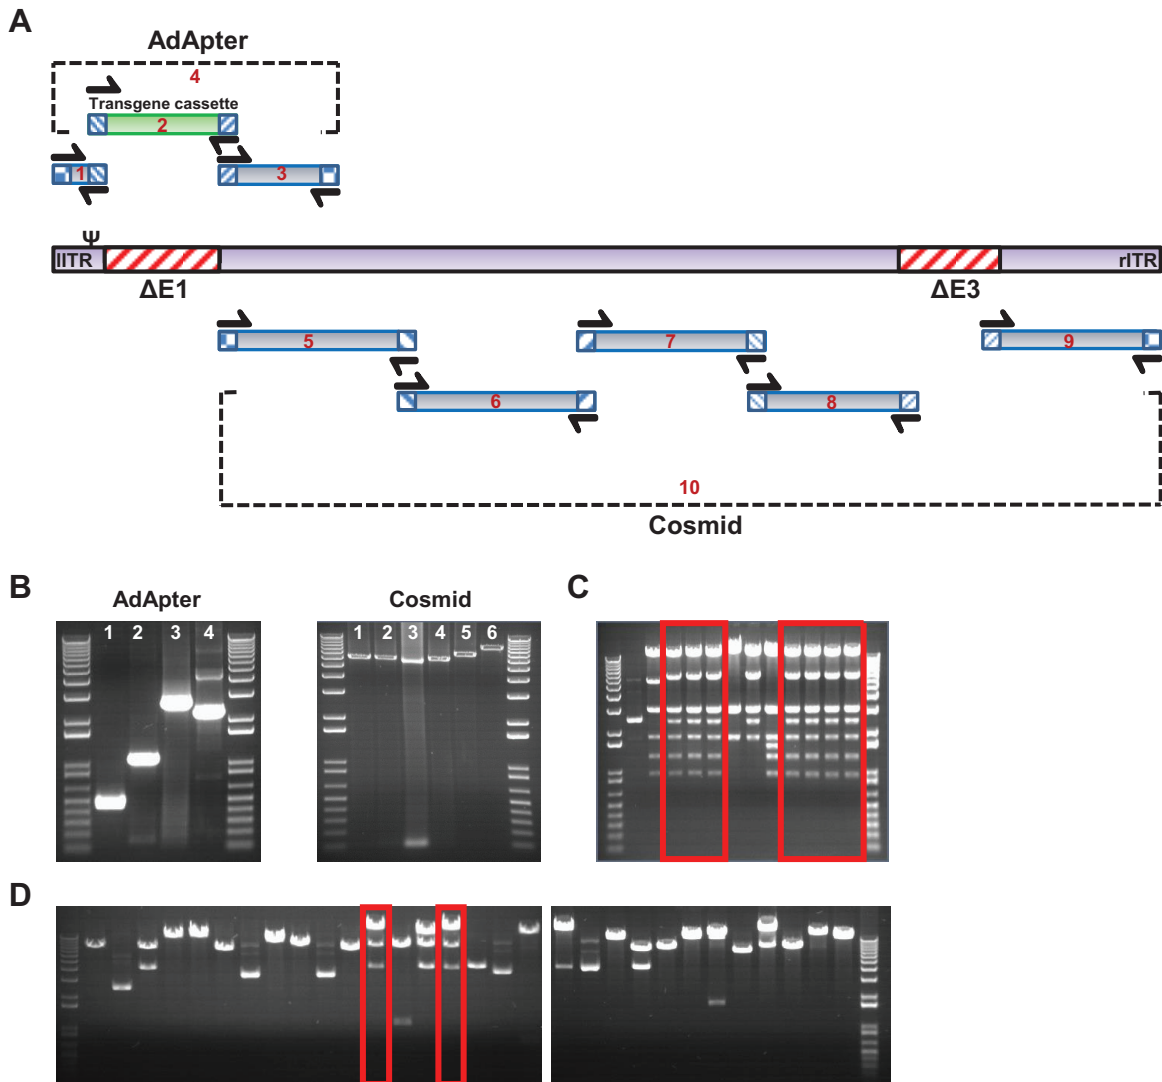 A
AdApter
4
Transgene cassette
2
1
3
Ψ
lITR
rITR
ΔE1
ΔE3
5
7
9
6
8
10
Cosmid
B
AdApter
1 2 3 4
Cosmid
1 2 3 4 5 6
C
D